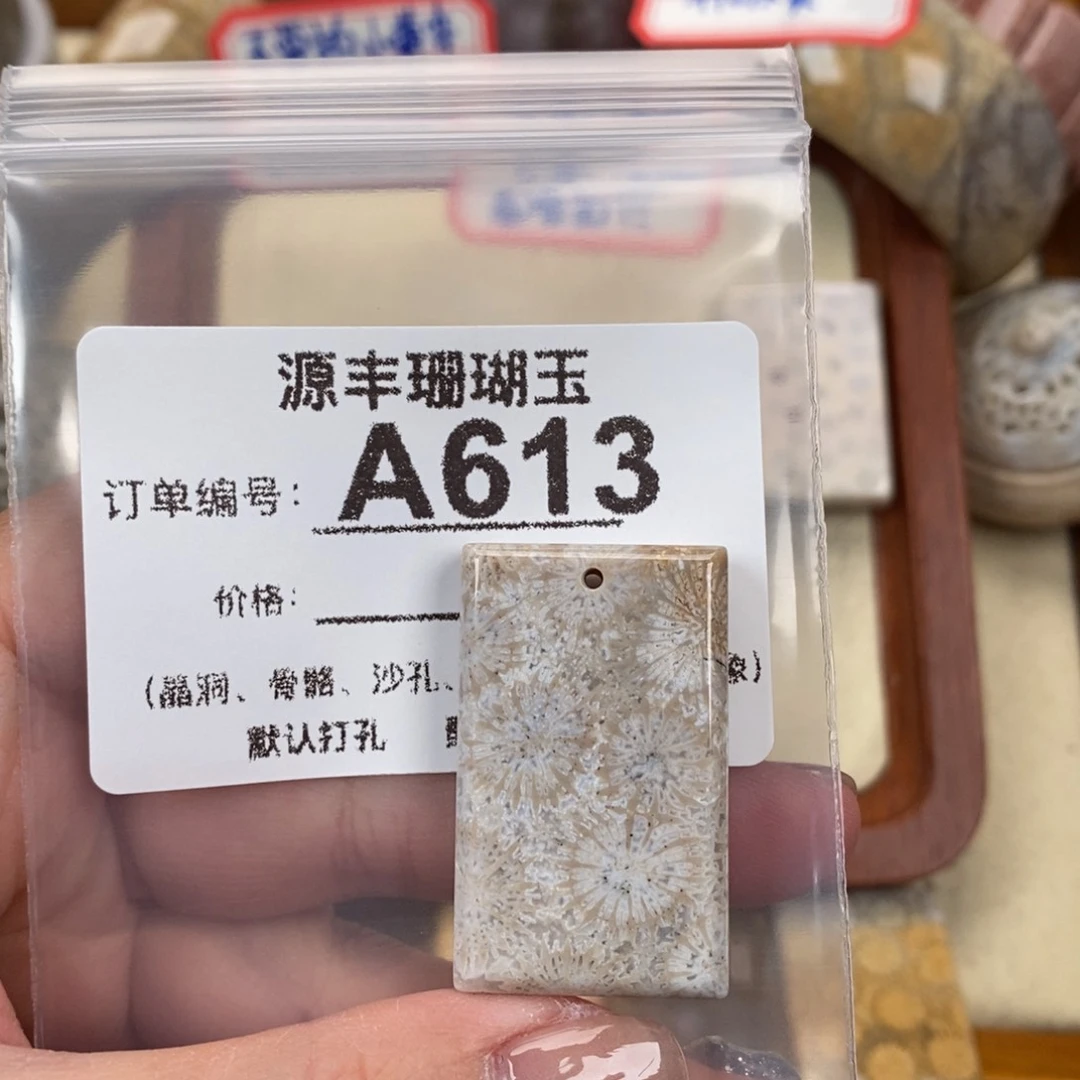 源丰珊瑚玉
订单编号: A613
价格:
(晶洞、骨骼、沙孔、
默认打孔